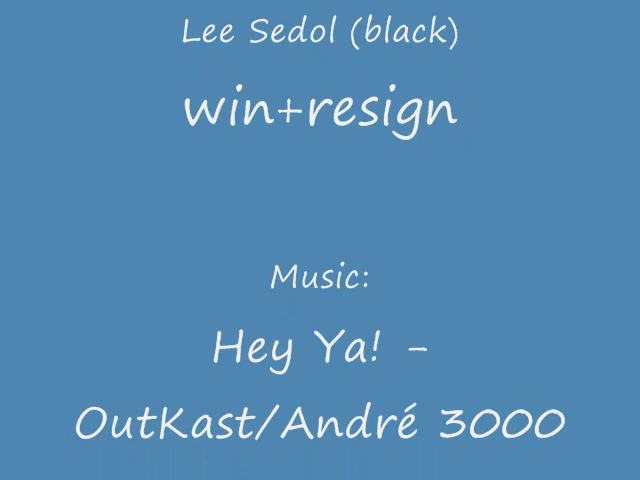 Lee Sedol (black)
win+resign
Music:
Hey Ya! -
OutKast/André 3000